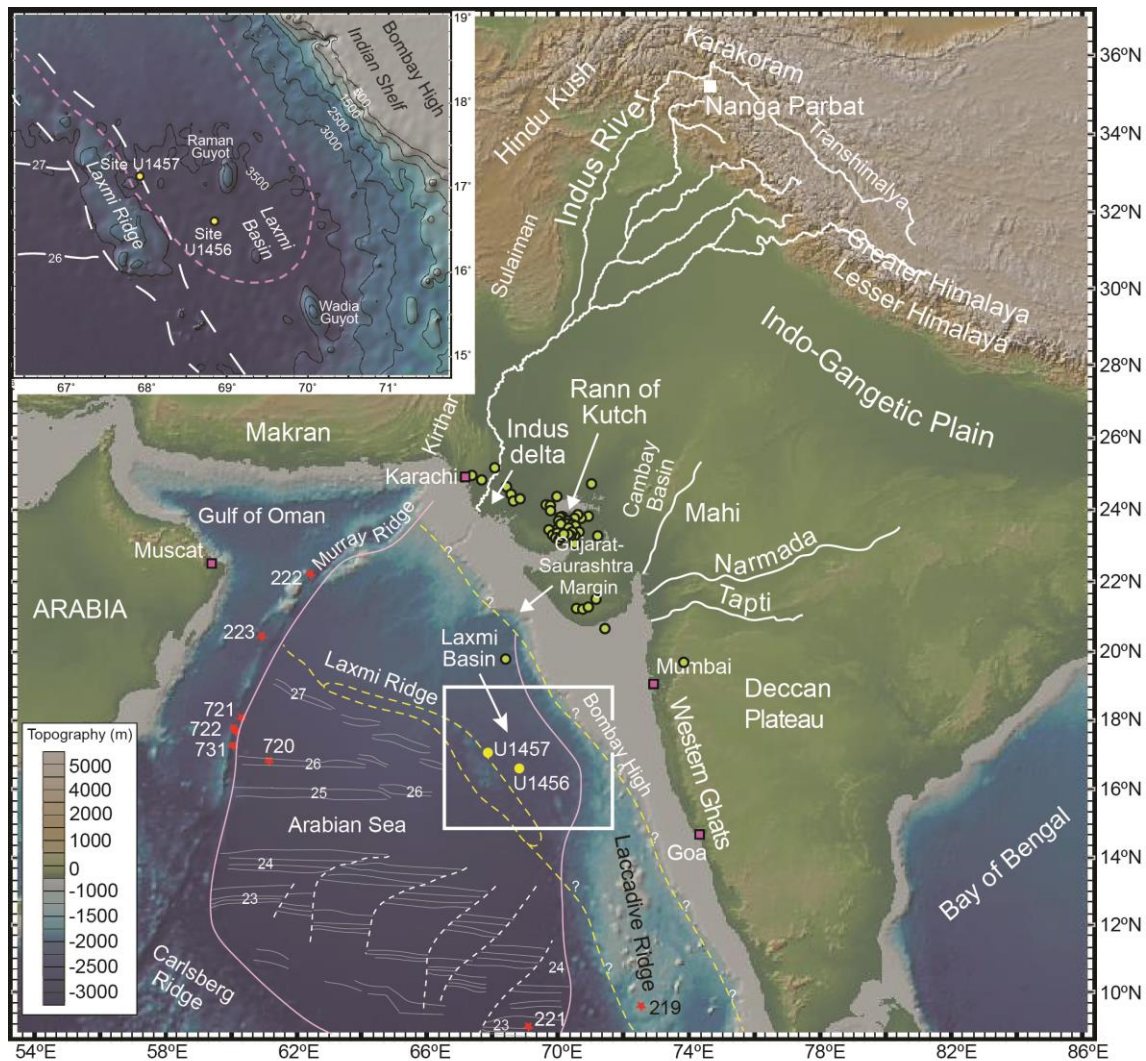 19°
18°
17°
16°
15°
67°
68°
69°
70°
71°
Bombay High
Indian Shelf
500
1500
2500
3000
3500
Raman
Guyot
27
Site U1457
Laxmi Ridge
Site
U1456
Laxmi
Basin
26
Wadia
Guyot
36°N
34°N
32°N
30°N
28°N
26°N
24°N
22°N
20°N
18°N
16°N
14°N
12°N
10°N
Karakoram
Hindu Kush
Nanga Parbat
Indus River
Transhimalya
Sulaiman
Greater Himalaya
Lesser Himalaya
Indo-Gangetic Plain
Rann of
Kutch
Makran
Kirthar
Indus
delta
Karachi
Cambay
Basin
Mahi
Gulf of Oman
Murray Ridge
Gujarat-
Saurashtra
Margin
Narmada
Muscat
222
?
Tapti
ARABIA
223
Laxmi
Basin
?
Mumbai
Laxmi Ridge
27
Bombay High
?
Deccan
Plateau
Topography (m)
5000
4000
2000
1000
0
-1000
-1500
-2000
-2500
-3000
721
722
731
720
26
U1457
U1456
Western Ghats
25
26
Arabian Sea
Goa
?
Bay of Bengal
24
?
Laccadive Ridge
23
?
Carlsberg
Ridge
24
?
?
23
221
219
54°E
58°E
62°E
66°E
70°E
74°E
78°E
82°E
86°E